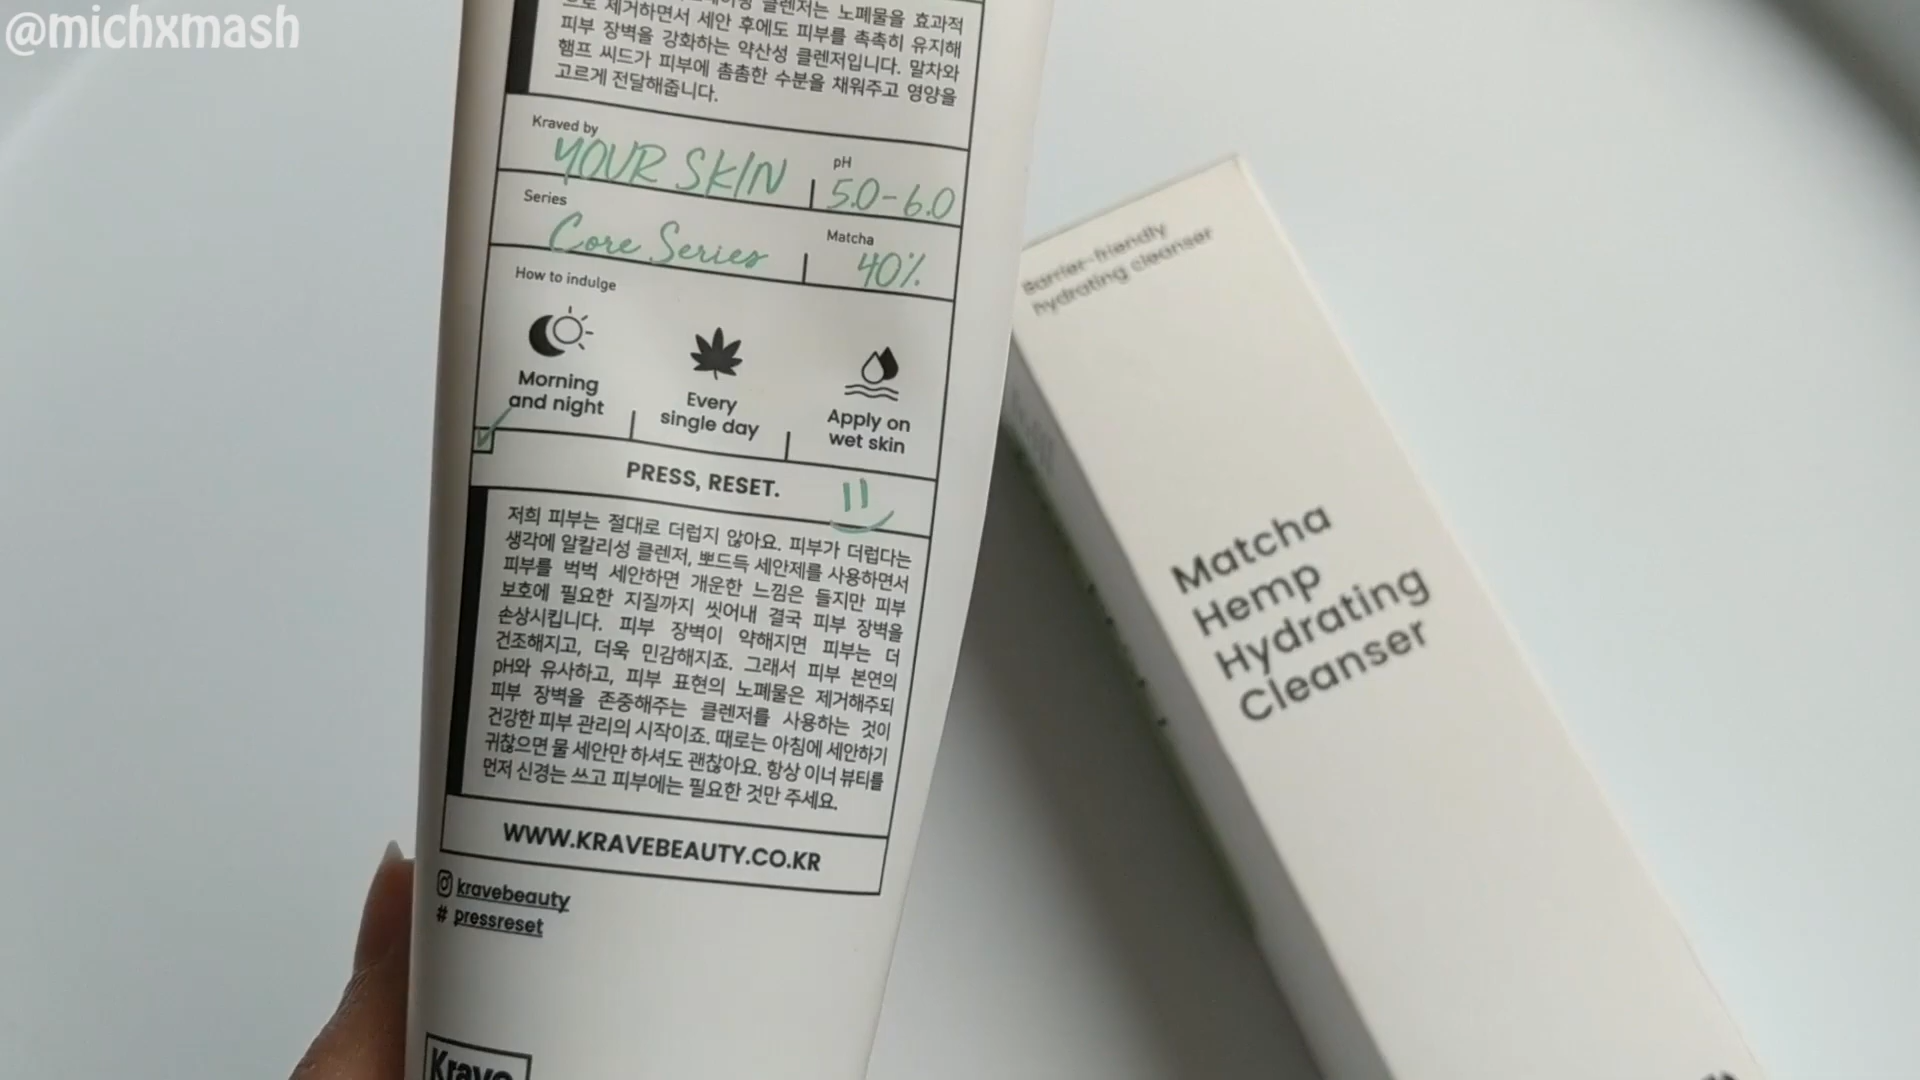 @michxmash
클렌저는 노폐물을 효과적
으로 제거하면서 세안 후에도 피부를 촉촉히 유지해
피부 장벽을 강화하는 약산성 클렌저입니다. 말차와
햄프 씨드가 피부에 촘촘한 수분을 채워주고 영양을
고르게 전달해줍니다.
Kraved by
YOUR SKIN
pH
5.0-6.0
Series
Core Series
Matcha
40%
How to indulge
Morning
and night
Every
single day
Apply on
wet skin
PRESS, RESET.
저희 피부는 절대로 더럽지 않아요. 피부가 더럽다는
생각에 알칼리성 클렌저, 뽀드득 세안제를 사용하면서
피부를 벅벅 세안하면 개운한 느낌은 들지만 피부
보호에 필요한 지질까지 씻어내 결국 피부 장벽을
손상시킵니다. 피부 장벽이 약해지면 피부는 더
건조해지고, 더욱 민감해지죠. 그래서 피부 본연의
pH와 유사하고, 피부 표현의 노폐물은 제거해주되
피부 장벽을 존중해주는 클렌저를 사용하는 것이
건강한 피부 관리의 시작이죠. 때로는 아침에 세안하기
귀찮으면 물 세안만 하셔도 괜찮아요. 항상 이너 뷰티를
먼저 신경는 쓰고 피부에는 필요한 것만 주세요.
WWW.KRAVEBEAUTY.CO.KR
kravebeauty
# pressreset
Krave
Barrier-friendly
hydrating cleanser
Matcha
Hemp
Hydrating
Cleanser